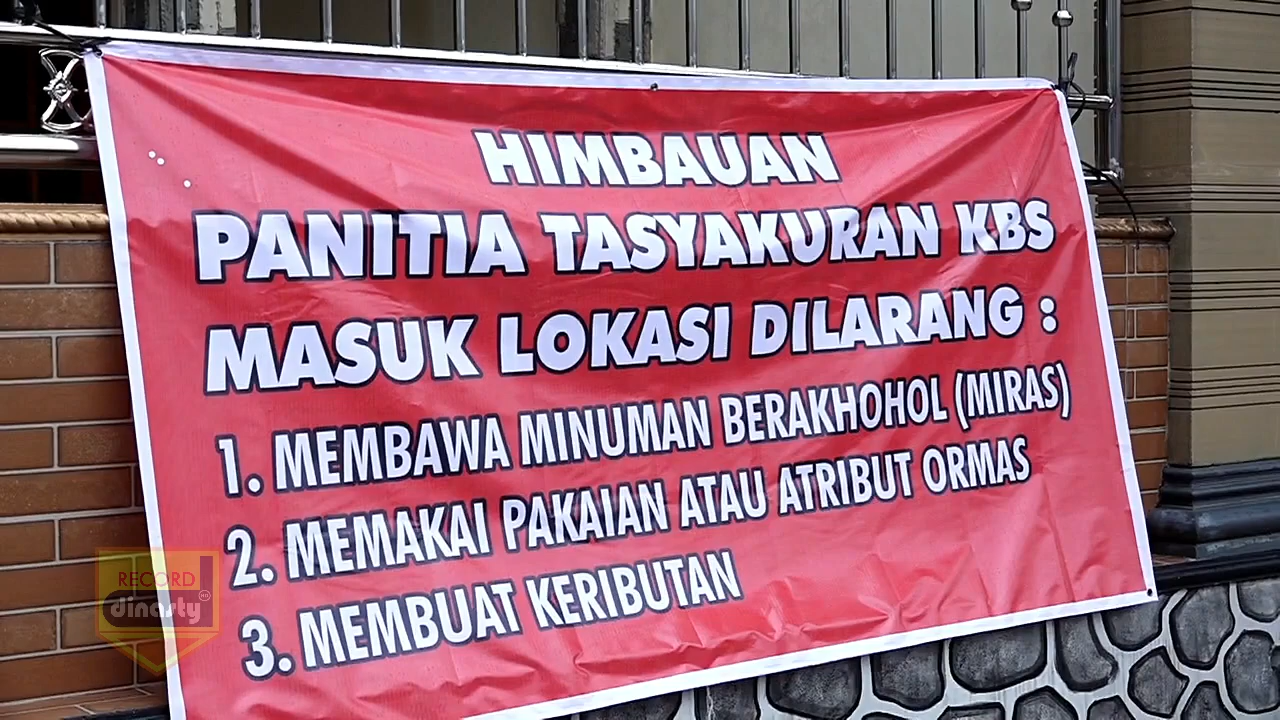 HIMBAUAN
PANITIA TASYAKURAN KBS
MASUK LOKASI DILARANG :
1. MEMBAWA MINUMAN BERAKHOHOL (MIRAS)
2. MEMAKAI PAKAIAN ATAU ATRIBUT ORMAS
3. MEMBUAT KERIBUTAN
RECORD
dinasty